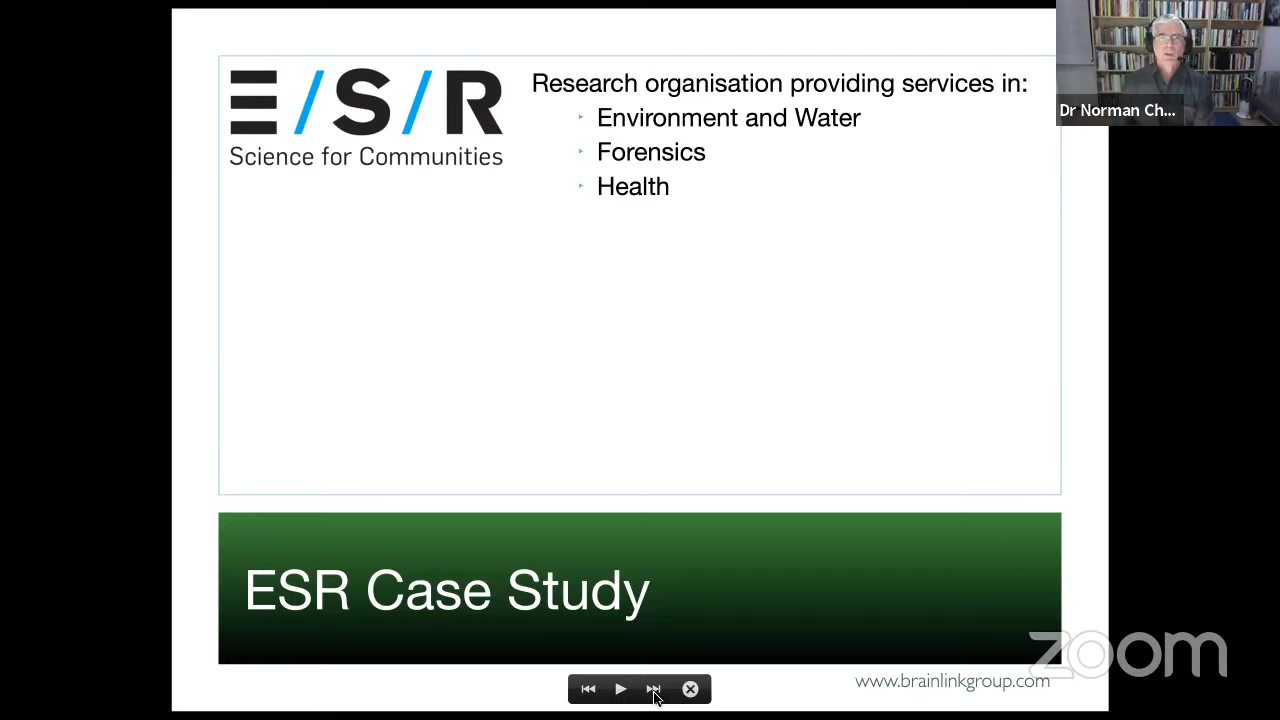 E/S/R
Science for Communities
Research organisation providing services in:
Environment and Water
Forensics
Health
Dr Norman Ch...
ESR Case Study
zoom
www.brainlinkgroup.com